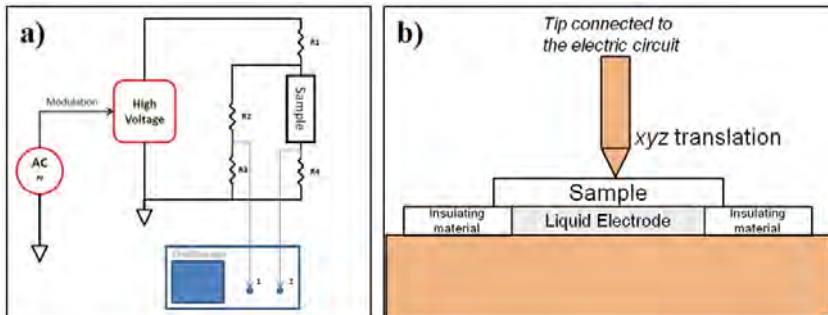 a)
Modulation
High
Voltage
AC
≈
R1
R2
Sample
R3
R4
Oscilloscope
1
2
b)
Tip connected to
the electric circuit
xyz translation
Sample
Insulating
material
Liquid Electrode
Insulating
material